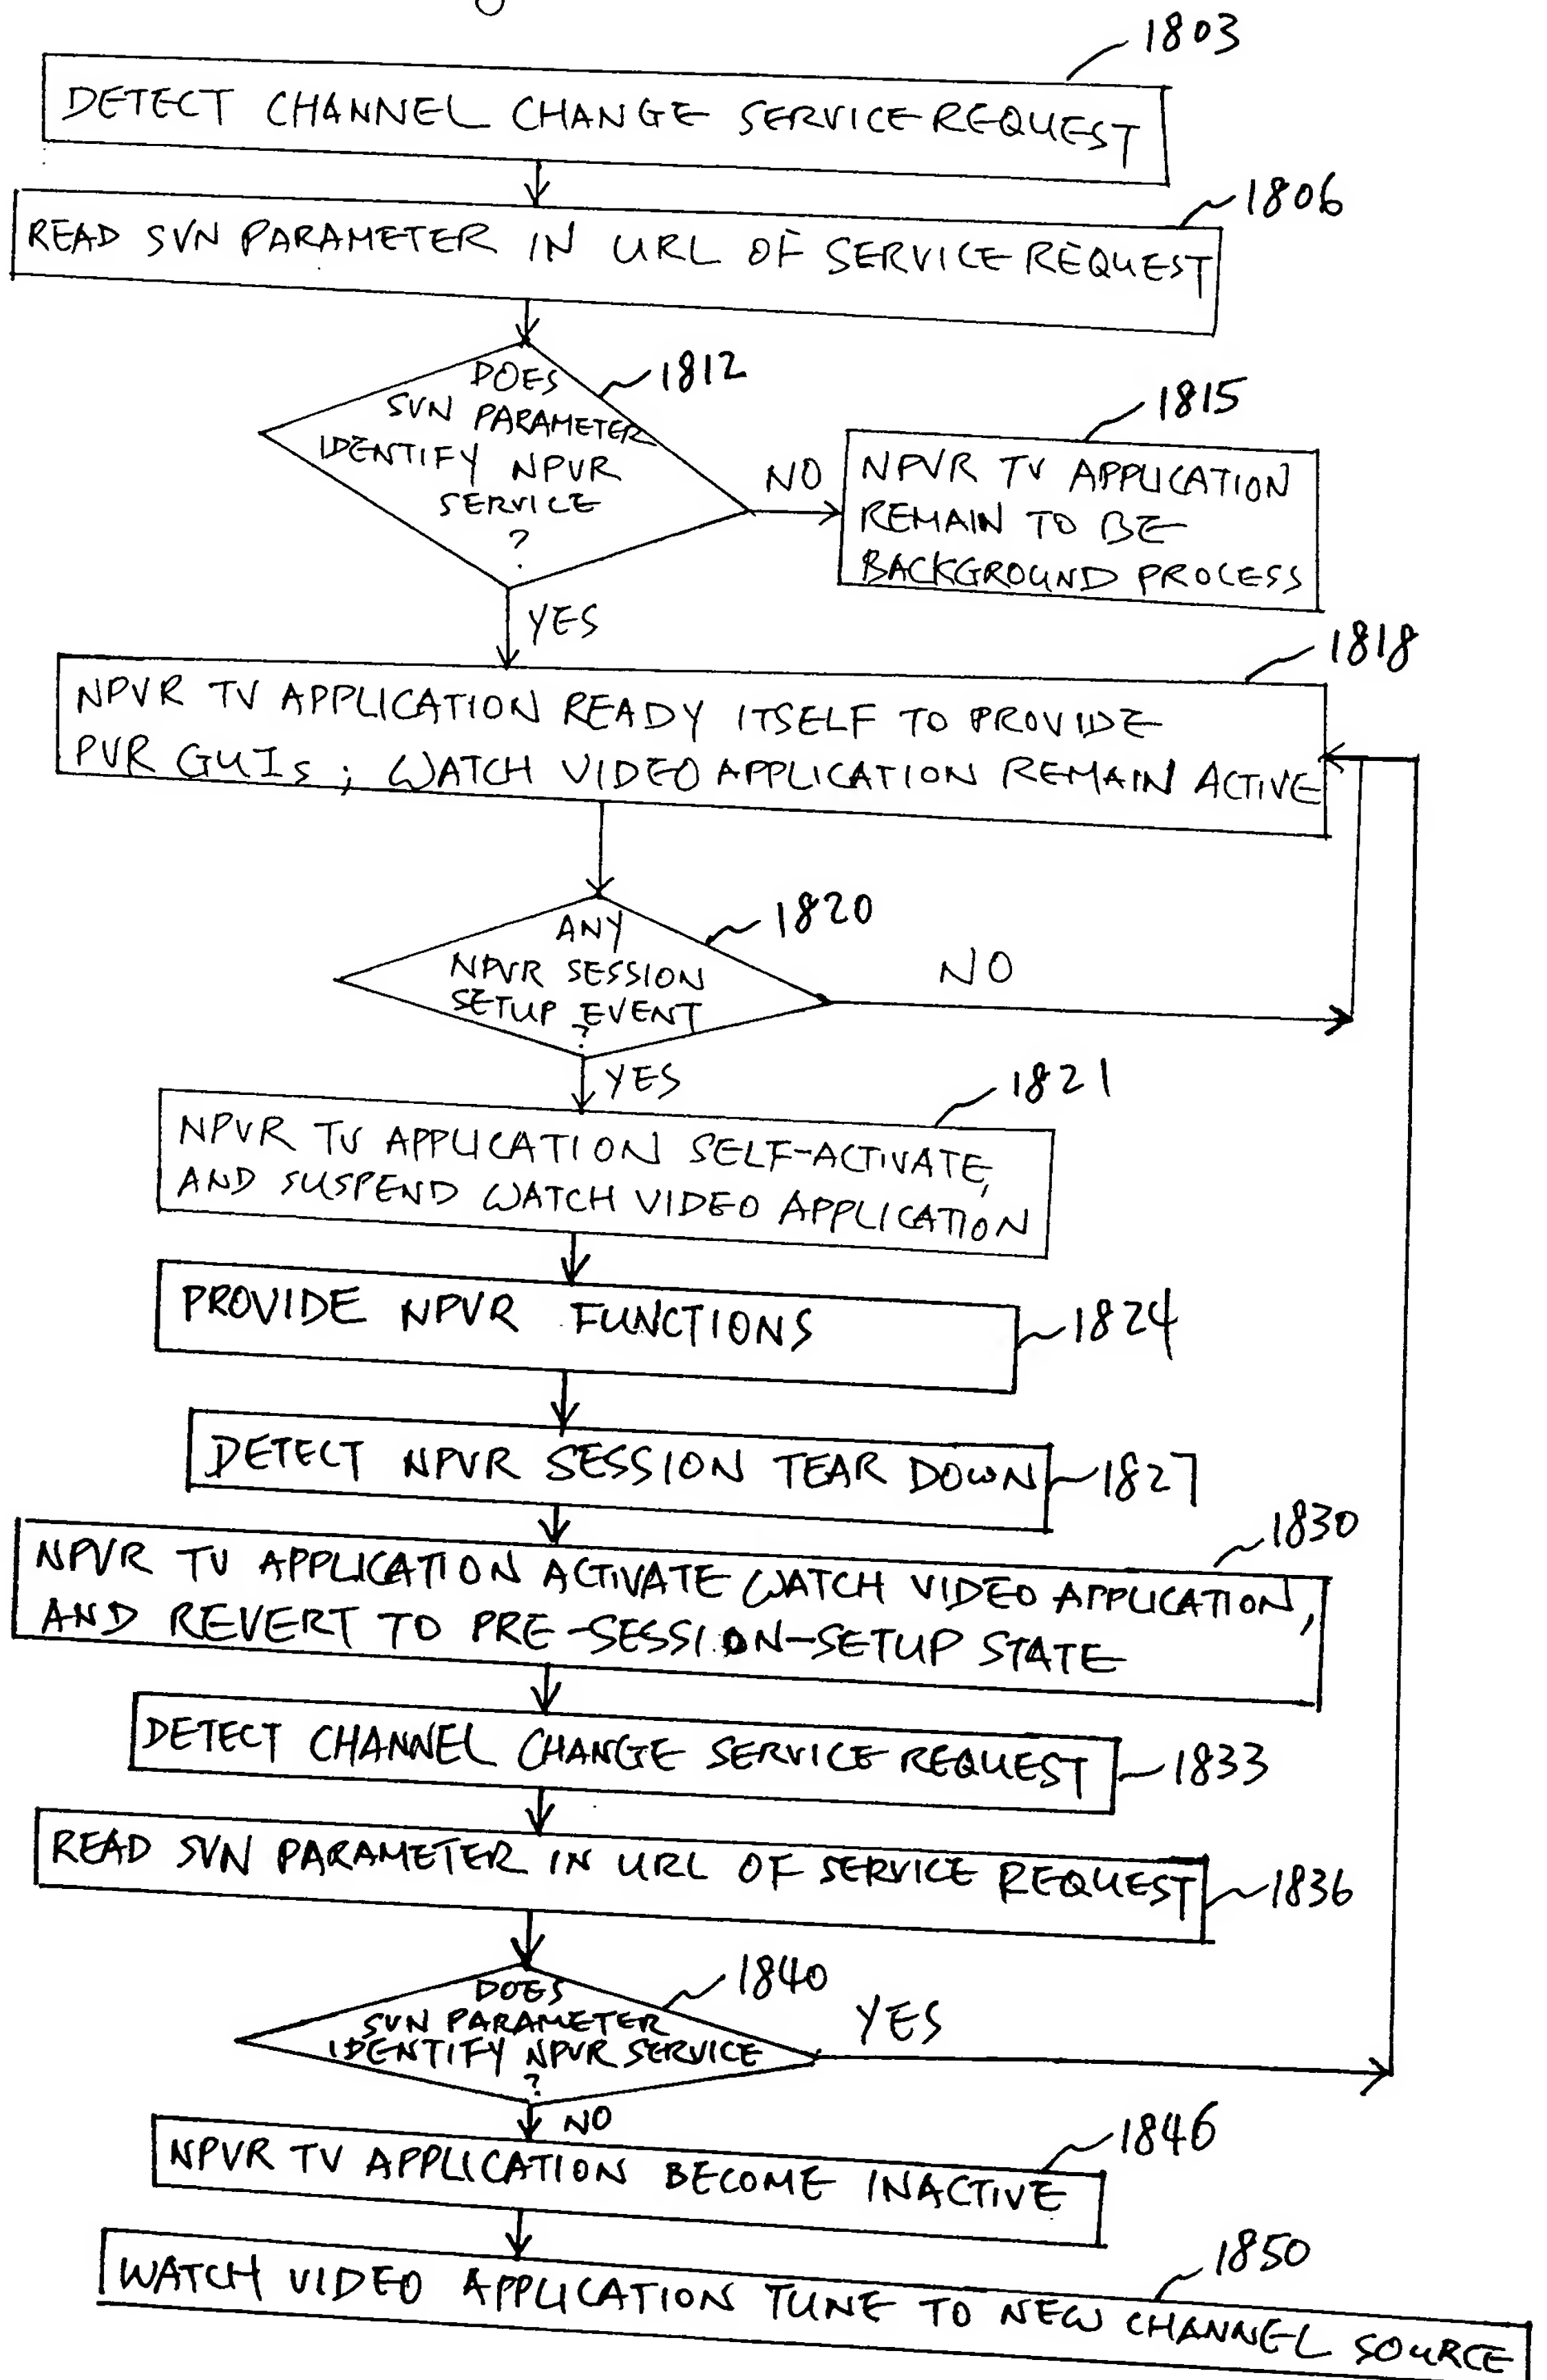 1803
DETECT CHANNEL CHANGE SERVICE REQUEST
1806
READ SVN PARAMETER IN URL OF SERVICE REQUEST
1812
DOES
SVN PARAMETER
IDENTIFY NPVR
SERVICE
?
1815
NO
NPVR TV APPLICATION
REMAIN TO BE
BACKGROUND PROCESS
YES
1818
NPVR TV APPLICATION READY ITSELF TO PROVIDE
PVR GUIs ; WATCH VIDEO APPLICATION REMAIN ACTIVE
1820
ANY
NPVR SESSION
SETUP EVENT
?
NO
YES
1821
NPVR TV APPLICATION SELF-ACTIVATE,
AND SUSPEND WATCH VIDEO APPLICATION
PROVIDE NPVR FUNCTIONS
1824
DETECT NPVR SESSION TEAR DOWN
1827
1830
NPVR TV APPLICATION ACTIVATE WATCH VIDEO APPLICATION,
AND REVERT TO PRE-SESSION-SETUP STATE
DETECT CHANNEL CHANGE SERVICE REQUEST
1833
READ SVN PARAMETER IN URL OF SERVICE REQUEST
1836
1840
DOES
SVN PARAMETER
IDENTIFY NPVR SERVICE
?
YES
NO
1846
NPVR TV APPLICATION BECOME INACTIVE
1850
WATCH VIDEO APPLICATION TUNE TO NEW CHANNEL SOURCE